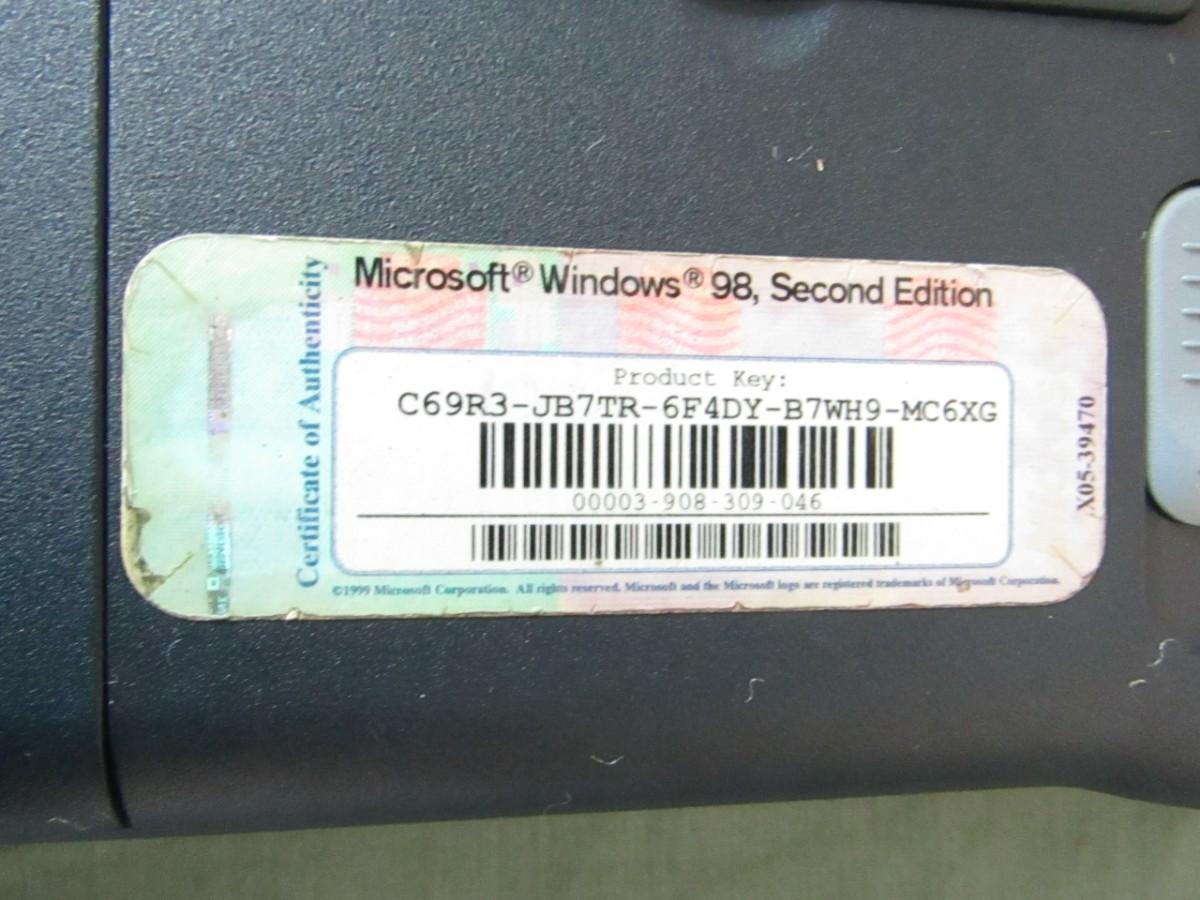 Microsoft® Windows® 98, Second Edition
Certificate of Authenticity
Product Key:
C69R3-JB7TR-6F4DY-B7WH9-MC6XG
00003-908-309-046
X05-39470
©1999 Microsoft Corporation. All rights reserved. Microsoft and the Microsoft logo are registered trademarks of Microsoft Corporation.